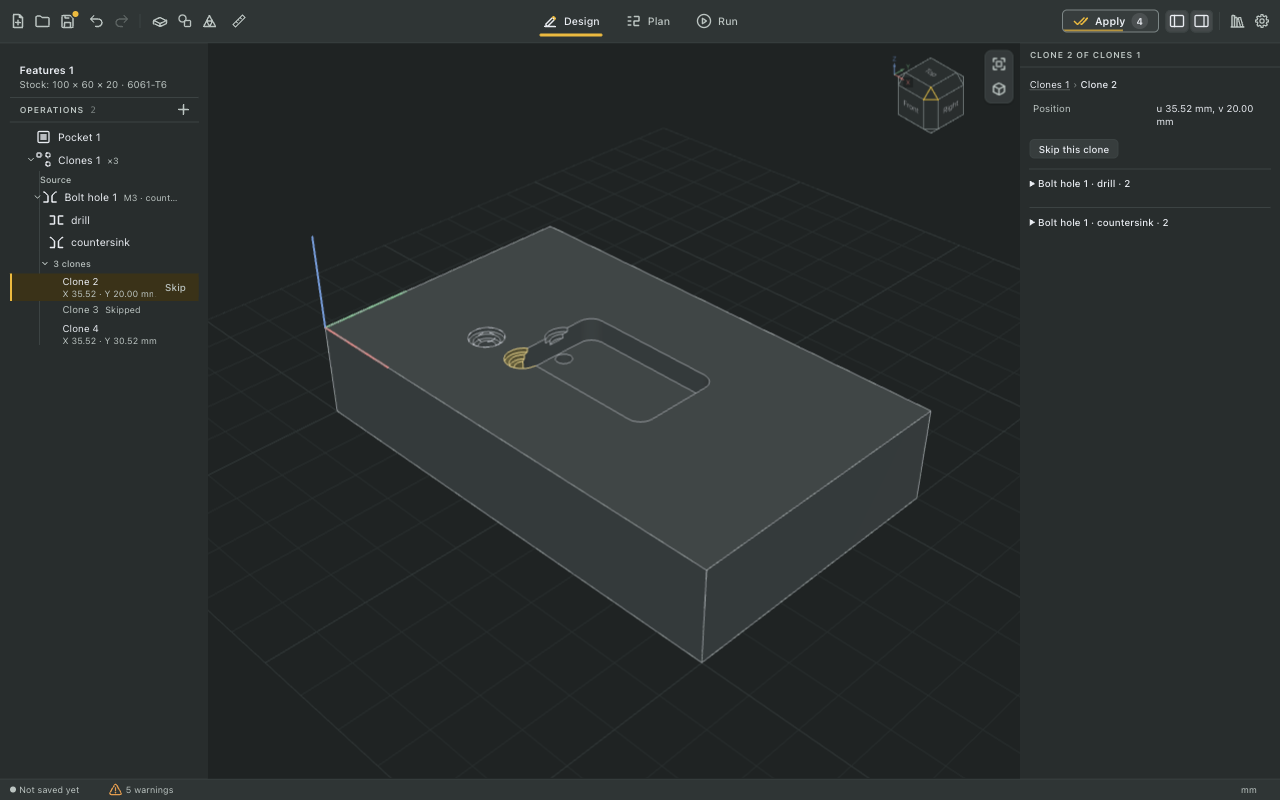 Design
Plan
Run
Apply 4
Features 1
Stock: 100 × 60 × 20 · 6061-T6
OPERATIONS 2
Pocket 1
Clones 1 ×3
Source
Bolt hole 1 M3 · count...
drill
countersink
3 clones
Clone 2
X 35.52 · Y 20.00 mm
Skip
Clone 3 Skipped
Clone 4
X 35.52 · Y 30.52 mm
Top
Front
Right
CLONE 2 OF CLONES 1
Clones 1 › Clone 2
Position
u 35.52 mm, v 20.00
mm
Skip this clone
Bolt hole 1 · drill · 2
Bolt hole 1 · countersink · 2
Not saved yet
5 warnings
mm